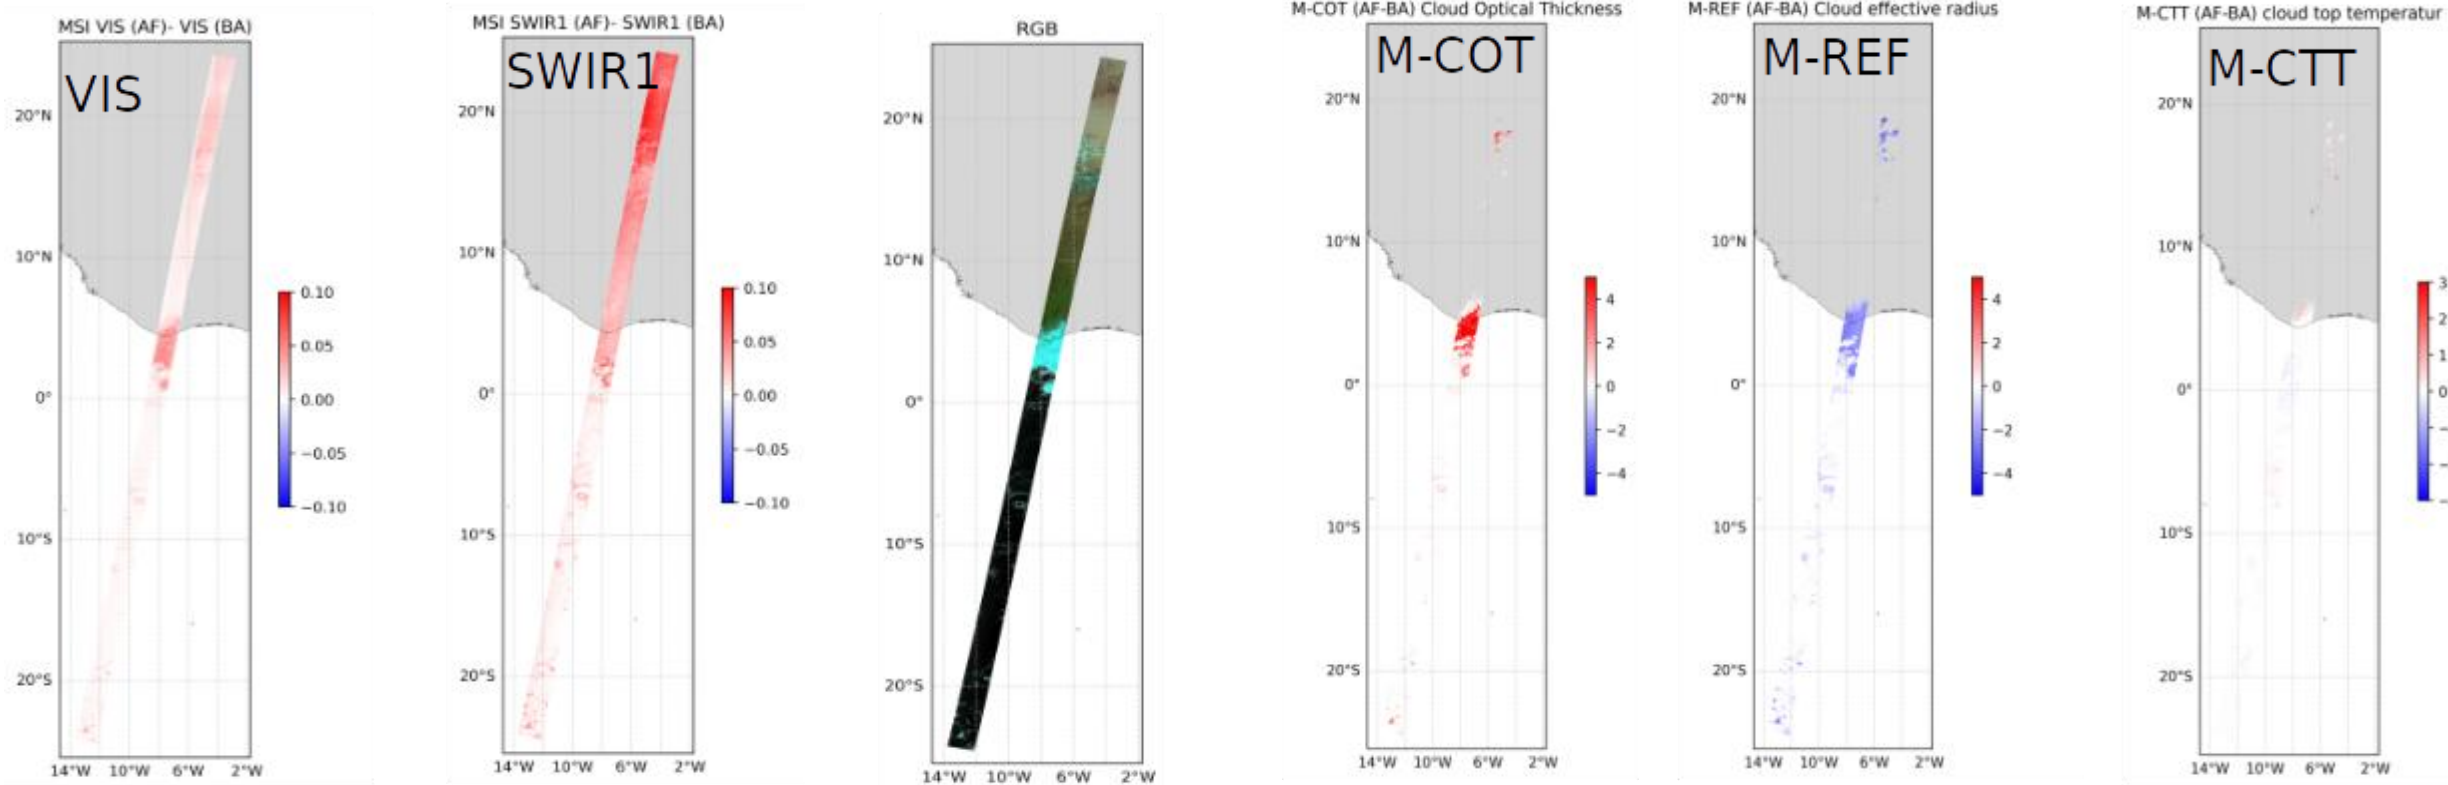 MSI VIS (AF)- VIS (BA)
VIS
20°N
10°N
0°
10°S
20°S
14°W 10°W 6°W 2°W
0.10
0.05
0.00
−0.05
−0.10
MSI SWIR1 (AF)- SWIR1 (BA)
SWIR1
20°N
10°N
0°
10°S
20°S
14°W 10°W 6°W 2°W
0.10
0.05
0.00
−0.05
−0.10
RGB
20°N
10°N
0°
10°S
20°S
14°W 10°W 6°W 2°W
M-COT (AF-BA) Cloud Optical Thickness
M-COT
20°N
10°N
0°
10°S
20°S
14°W 10°W 6°W 2°W
4
2
0
−2
−4
M-REF (AF-BA) Cloud effective radius
M-REF
20°N
10°N
0°
10°S
20°S
14°W 10°W 6°W 2°W
4
2
0
−2
−4
M-CTT (AF-BA) cloud top temperatur
M-CTT
20°N
10°N
0°
10°S
20°S
14°W 10°W 6°W 2°W
3
2
1
0
−
−
−